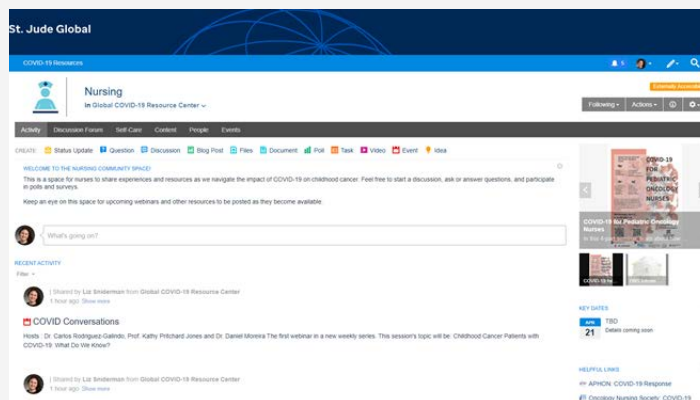 St. Jude Global
COVID-19 Resources
Nursing
in Global COVID-19 Resource Center
Externally Accessible
Following
Actions
Activity Discussion Forum Self-Care Content People Events
CREATE: Status Update Question Discussion Blog Post Files Document Poll Task Video Event Idea
WELCOME TO THE NURSING COMMUNITY SPACE!
This is a space for nurses to share experiences and resources as we navigate the impact of COVID-19 on childhood cancer. Feel free to start a discussion, ask or answer questions, and participate
in polls and surveys.
Keep an eye on this space for upcoming webinars and other resources to be posted as they become available.
What's going on?
RECENT ACTIVITY
Filter
| Shared by Liz Sniderman from Global COVID-19 Resource Center
1 hour ago Show more
COVID Conversations
Hosts : Dr. Carlos Rodriguez-Galindo, Prof. Kathy Pritchard Jones and Dr. Daniel Moreira The first webinar in a new weekly series. This session's topic will be: Childhood Cancer Patients with
COVID-19: What Do We Know?
| Shared by Liz Sniderman from Global COVID-19 Resource Center
1 hour ago Show more
COVID-19
FOR
PEDIATRIC
ONCOLOGY
NURSES
COVID-19 for Pediatric Oncology
Nurses
KEY DATES
APR
21
TBD
Details coming soon
HELPFUL LINKS
APHON: COVID-19 Response
Oncology Nursing Society: COVID-19